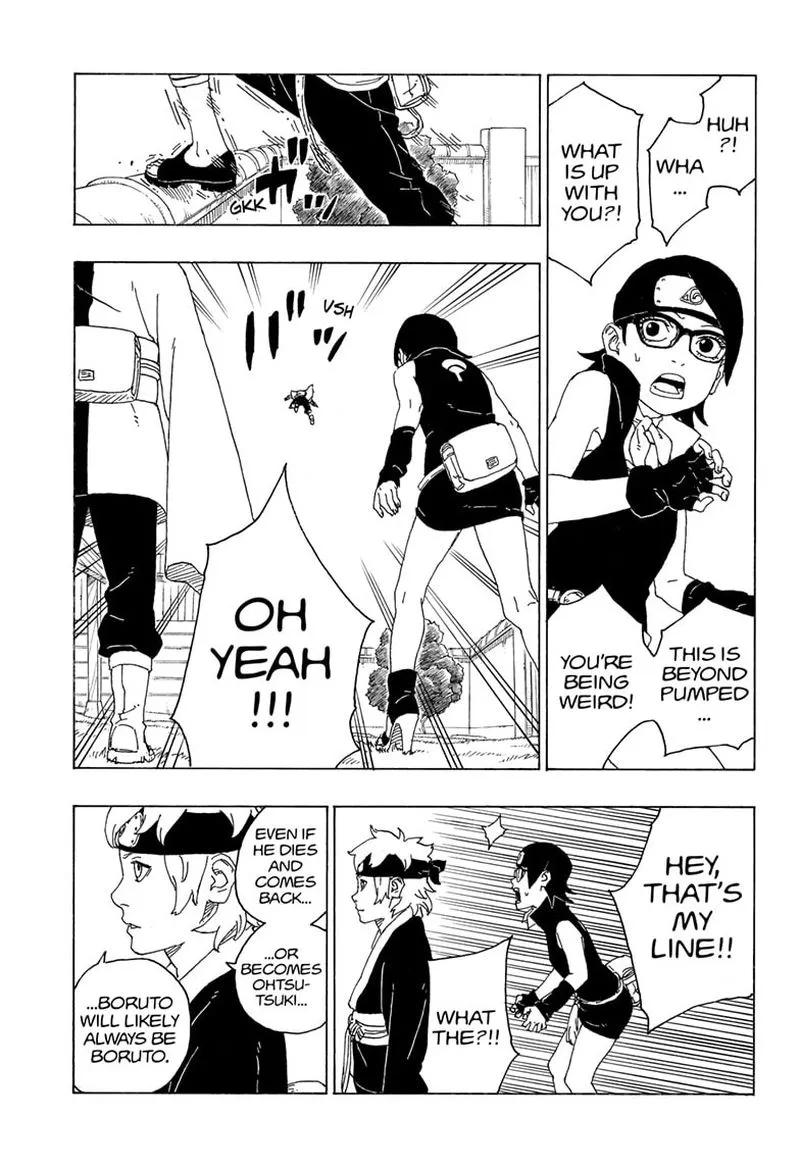 HUH
?!
WHA
...
WHAT
IS UP
WITH
YOU?!
THIS IS
BEYOND
PUMPED
...
YOU'RE
BEING
WEIRD!
ガッ
GKK
VSH
OH
YEAH
!!!
HEY,
THAT'S
MY
LINE!!
WHAT
THE?!!
EVEN IF
HE DIES
AND
COMES
BACK...
...OR
BECOMES
OHTSU-
TSUKI...
...BORUTO
WILL LIKELY
ALWAYS BE
BORUTO.